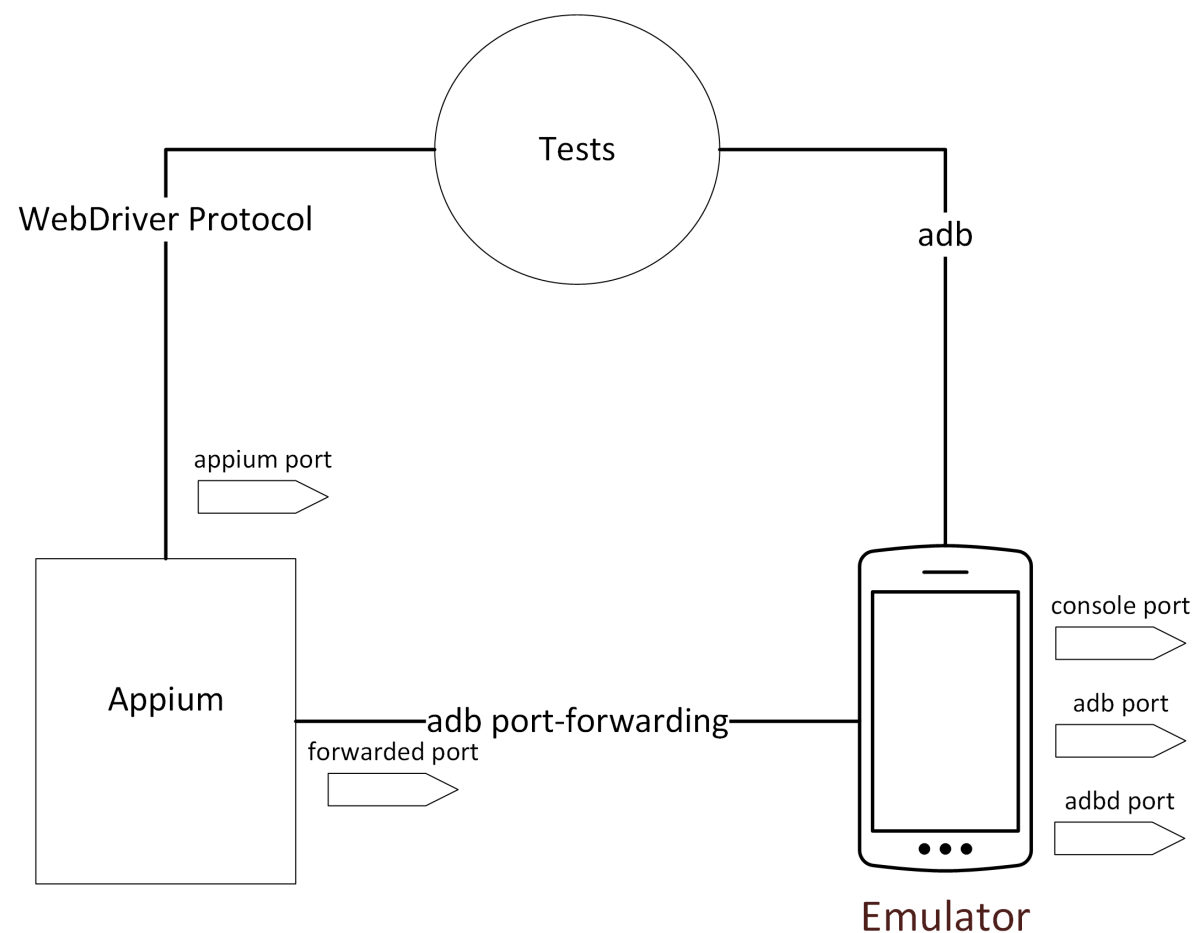 Tests
WebDriver Protocol
adb
appium port
console port
Appium
adb port
adb port-forwarding
forwarded port
adbd port
Emulator